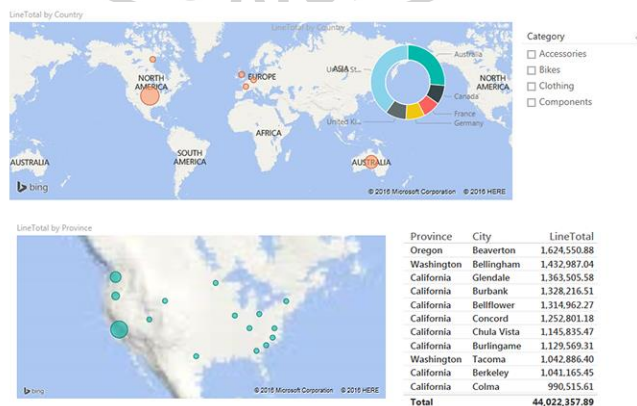 LineTotal by Country
LineTotal by Country
Category
Accessories
Bikes
Clothing
Components
NORTH AMERICA
EUROPE
ASIA
Australia
NORTH AMERICA
Canada
France
Germany
United Ki...
AFRICA
SOUTH AMERICA
AUSTRALIA
AUSTRALIA
bing
© 2016 Microsoft Corporation © 2016 HERE
LineTotal by Province
Province City LineTotal
Oregon Beaverton 1,624,550.88
Washington Bellingham 1,432,987.04
California Glendale 1,363,505.58
California Burbank 1,328,216.51
California Bellflower 1,314,962.27
California Concord 1,252,801.18
California Chula Vista 1,145,835.47
California Burlingame 1,129,569.31
Washington Tacoma 1,042,886.40
California Berkeley 1,041,165.45
California Colma 990,515.61
Total 44,022,357.89
bing
© 2016 Microsoft Corporation © 2016 HERE